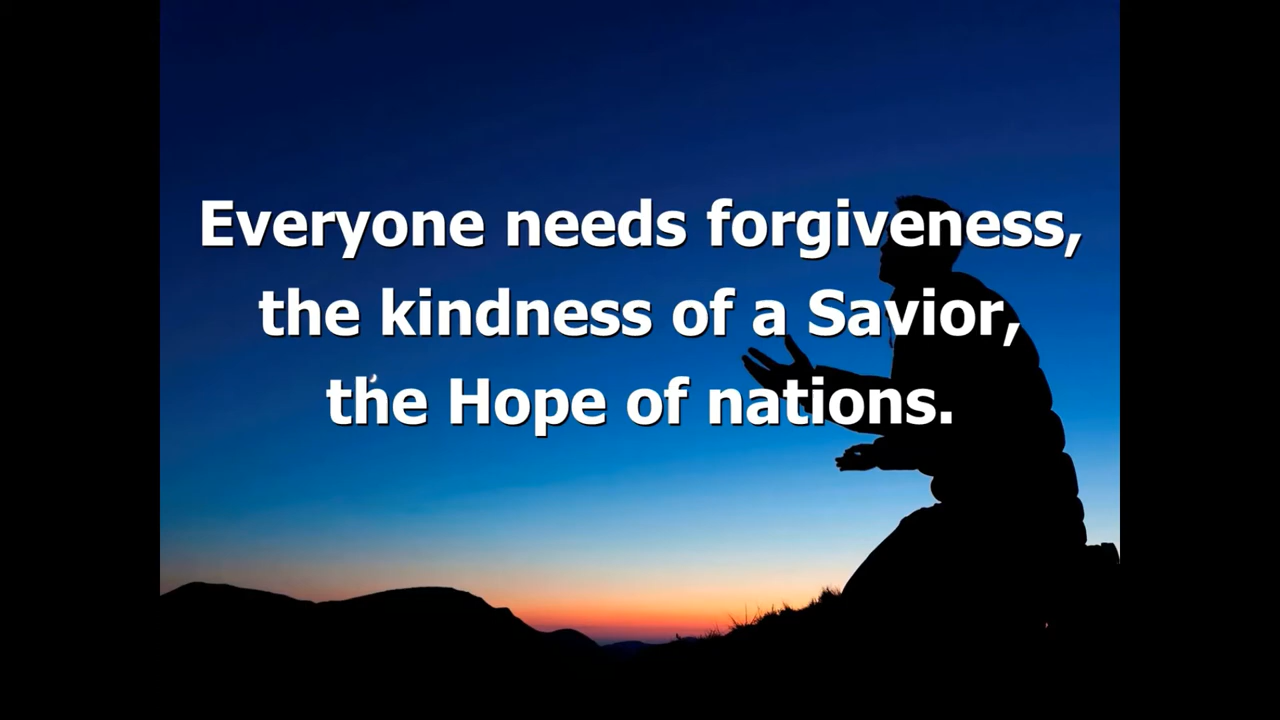 Everyone needs forgiveness,
the kindness of a Savior,
the Hope of nations.